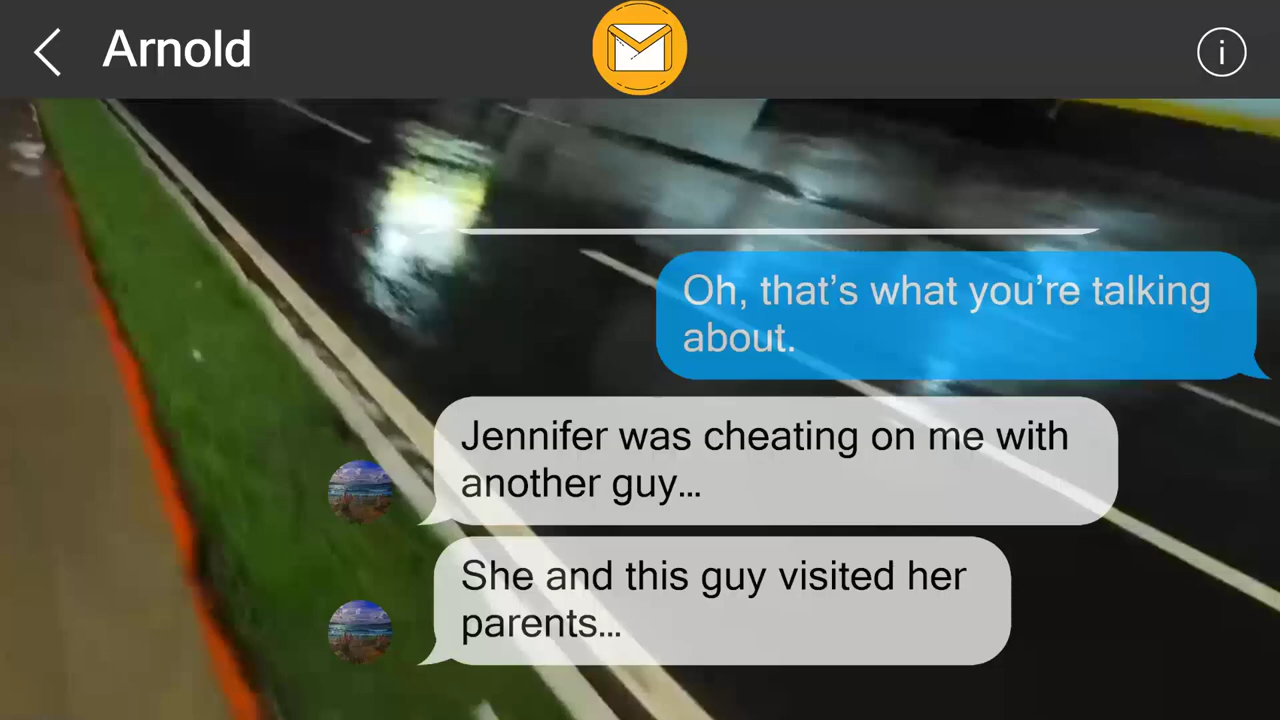 Arnold
Oh, that’s what you’re talking
about.
Jennifer was cheating on me with
another guy...
She and this guy visited her
parents...